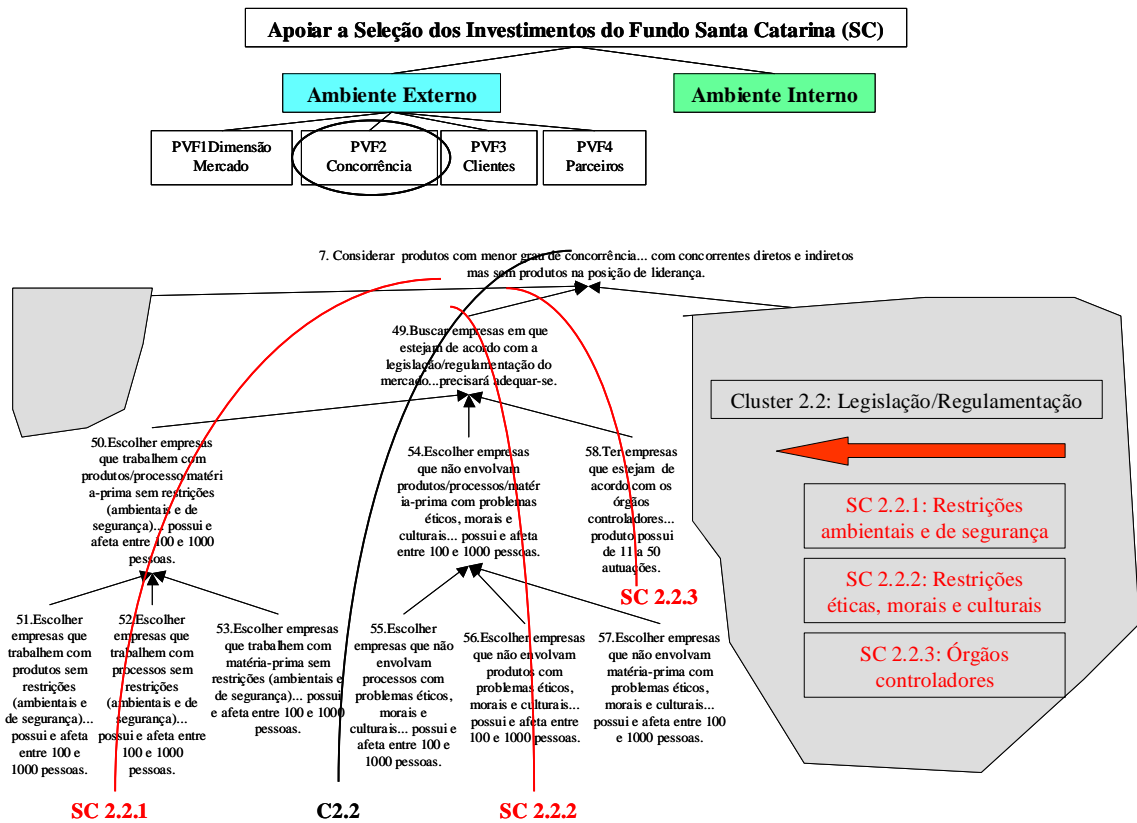 Apoiar a Seleção dos Investimentos do Fundo Santa Catarina (SC)
Ambiente Externo
Ambiente Interno
PVF1Dimensão
Mercado
PVF2
Concorrência
PVF3
Clientes
PVF4
Parceiros
7. Considerar produtos com menor grau de concorrência... com concorrentes diretos e indiretos
mas sem produtos na posição de liderança.
49.Buscar empresas em que
estejam de acordo com a
legislação/regulamentação do
mercado...precisará adequar-se.
50.Escolher empresas
que trabalhem com
produtos/processo/matéri
a-prima sem restrições
(ambientais e de
segurança)... possui e
afeta entre 100 e 1000
pessoas.
54.Escolher empresas
que não envolvam
produtos/processos/matér
ia-prima com problemas
éticos, morais e
culturais... possui e afeta
entre 100 e 1000 pessoas.
58.Ter empresas
que estejam de
acordo com os
órgãos
controladores...
produto possui
de 11 a 50
autuações.
SC 2.2.3
51.Escolher
empresas que
trabalhem com
produtos sem
restrições
(ambientais e
de segurança)...
possui e afeta
entre 100 e
1000 pessoas.
52.Escolher
empresas que
trabalhem com
processos sem
restrições
(ambientais e de
segurança)...
possui e afeta entre
100 e 1000
pessoas.
53.Escolher empresas
que trabalhem com
matéria-prima sem
restrições (ambientais e
de segurança)... possui
e afeta entre 100 e 1000
pessoas.
55.Escolher
empresas que não
envolvam
processos com
problemas éticos,
morais e
culturais... possui e
afeta entre 100 e
1000 pessoas.
56.Escolher empresas
que não envolvam
produtos com
problemas éticos,
morais e culturais...
possui e afeta entre
100 e 1000 pessoas.
57.Escolher empresas
que não envolvam
matéria-prima com
problemas éticos,
morais e culturais...
possui e afeta entre 100
e 1000 pessoas.
SC 2.2.1
C2.2
SC 2.2.2
Cluster 2.2: Legislação/Regulamentação
SC 2.2.1: Restrições
ambientais e de segurança
SC 2.2.2: Restrições
éticas, morais e culturais
SC 2.2.3: Órgãos
controladores